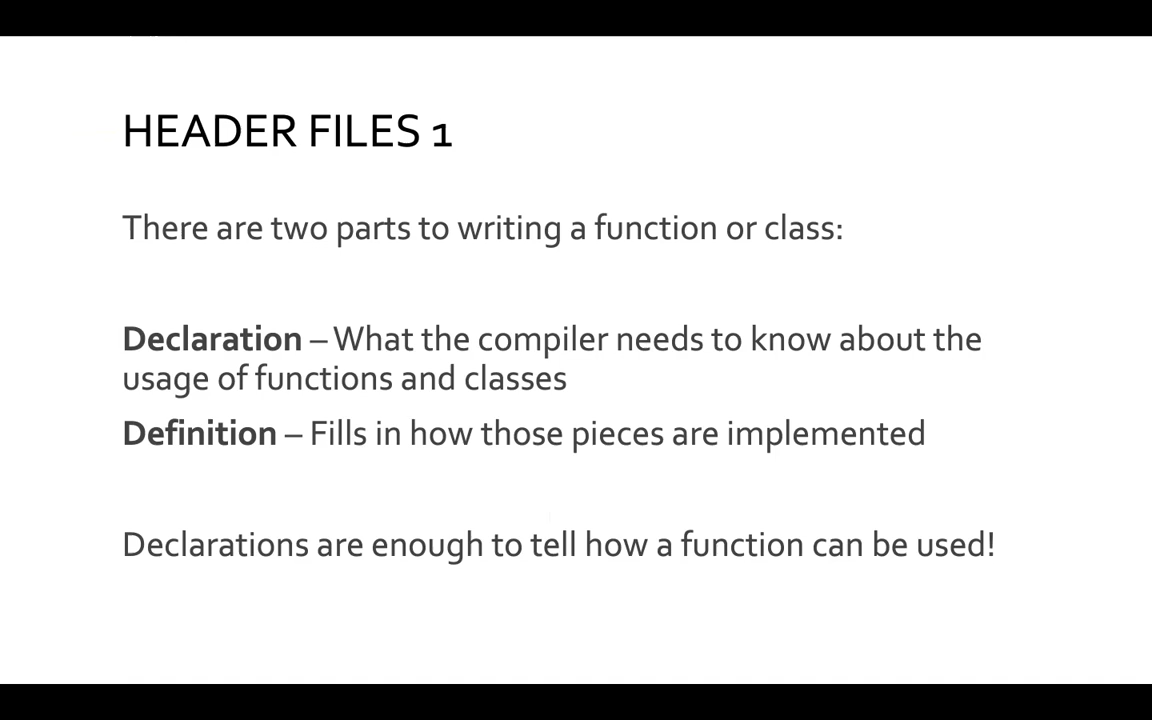 HEADER FILES 1
There are two parts to writing a function or class:
Declaration – What the compiler needs to know about the
usage of functions and classes
Definition – Fills in how those pieces are implemented
Declarations are enough to tell how a function can be used!